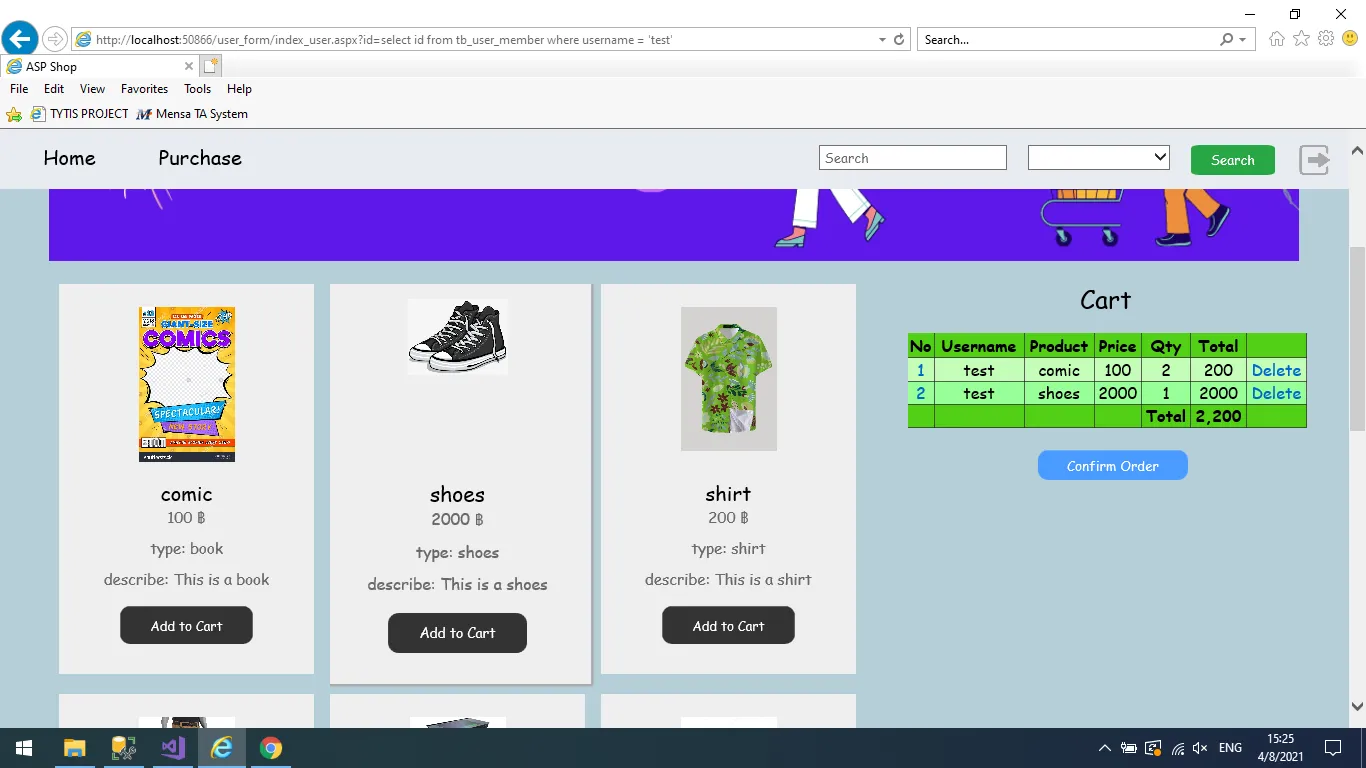 http://localhost:50866/user_form/index_user.aspx?id=select id from tb_user_member where username = 'test'
Search...
ASP Shop
File Edit View Favorites Tools Help
TYTIS PROJECT Mensa TA System
Home Purchase Search Search
Cart
No Username Product Price Qty Total
1 test comic 100 2 200 Delete
2 test shoes 2000 1 2000 Delete
Total 2,200
Confirm Order
GIANT-SIZE
COMICS
SPECTACULAR!
NEW STORY
comic
100 ฿
type: book
describe: This is a book
Add to Cart
shoes
2000 ฿
type: shoes
describe: This is a shoes
Add to Cart
shirt
200 ฿
type: shirt
describe: This is a shirt
Add to Cart
ENG
15:25
4/8/2021